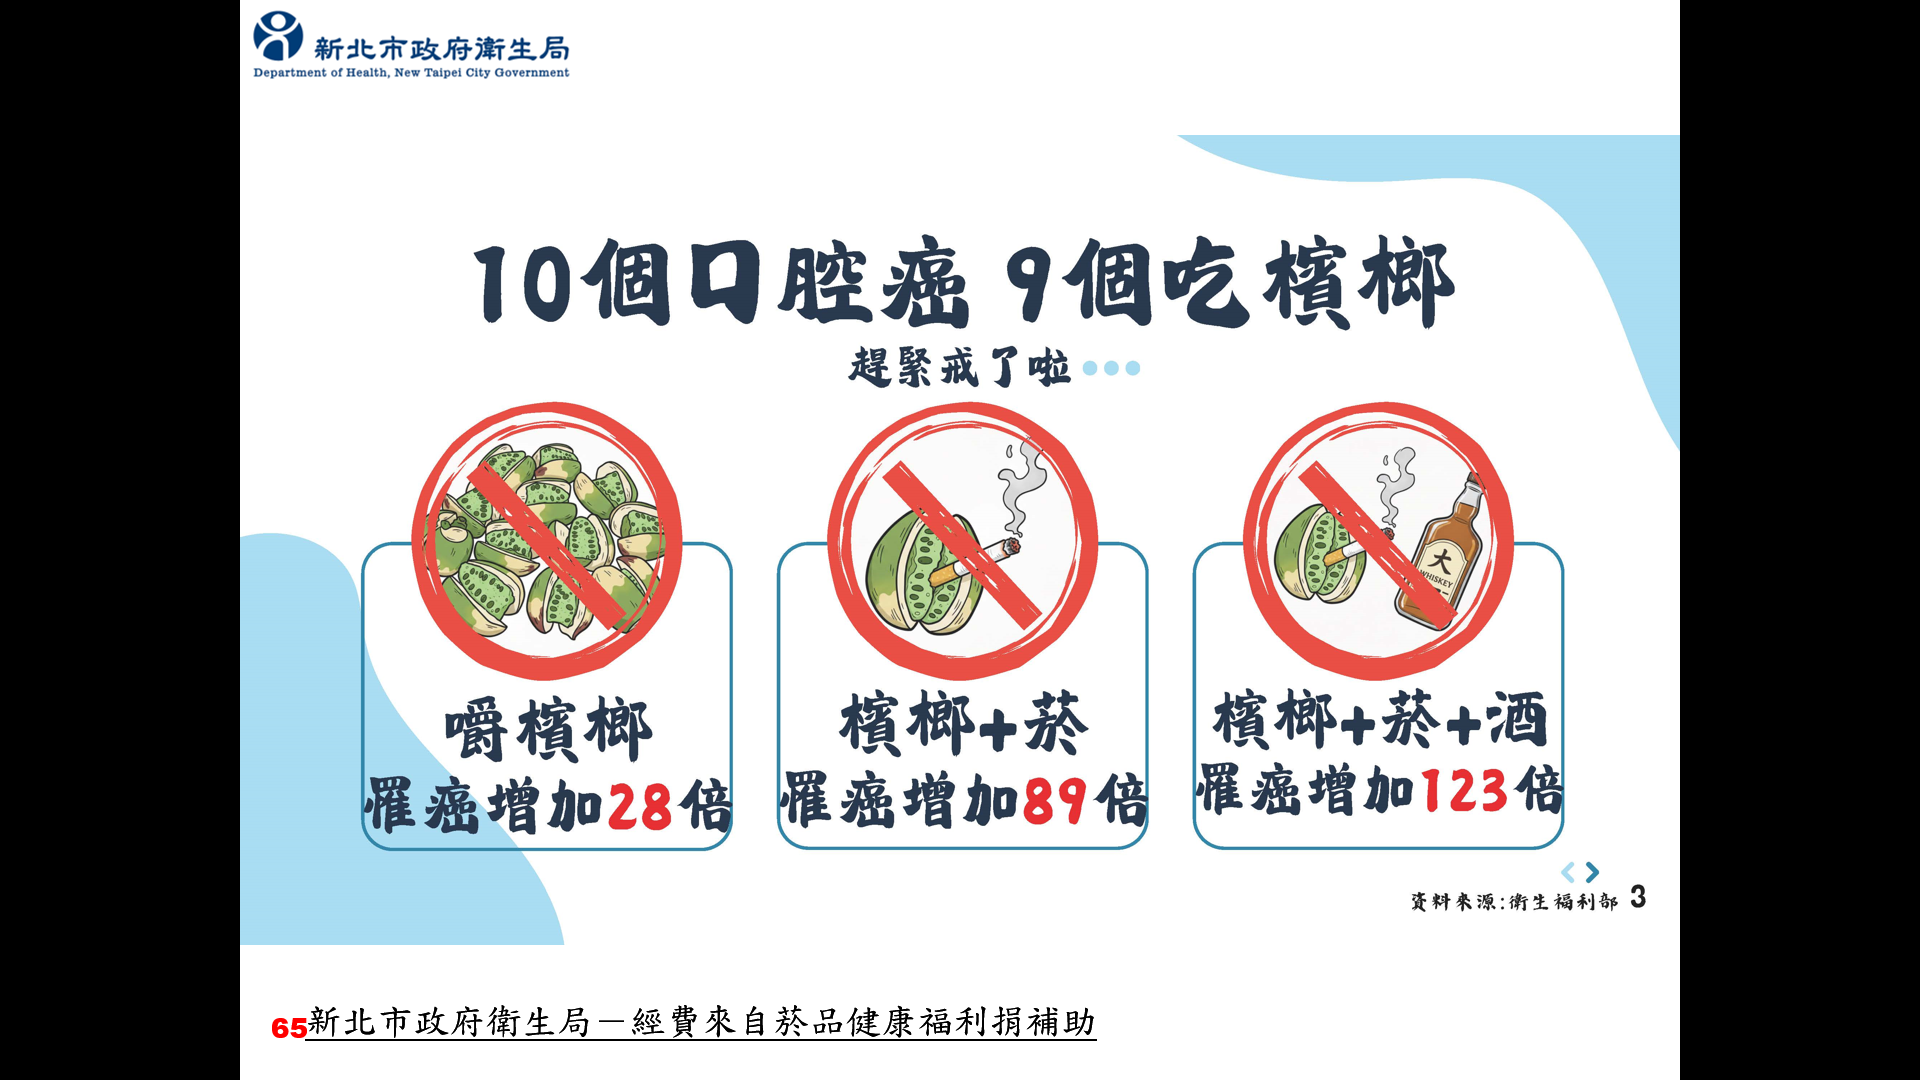 新北市政府衛生局
Department of Health, New Taipei City Government
10個口腔癌 9個吃檳榔
趕緊戒了啦
大
WHISKEY
嚼檳榔
罹癌增加28倍
檳榔+菸
罹癌增加89倍
檳榔+菸+酒
罹癌增加123倍
資料來源:衛生福利部 3
65新北市政府衛生局－經費來自菸品健康福利捐補助